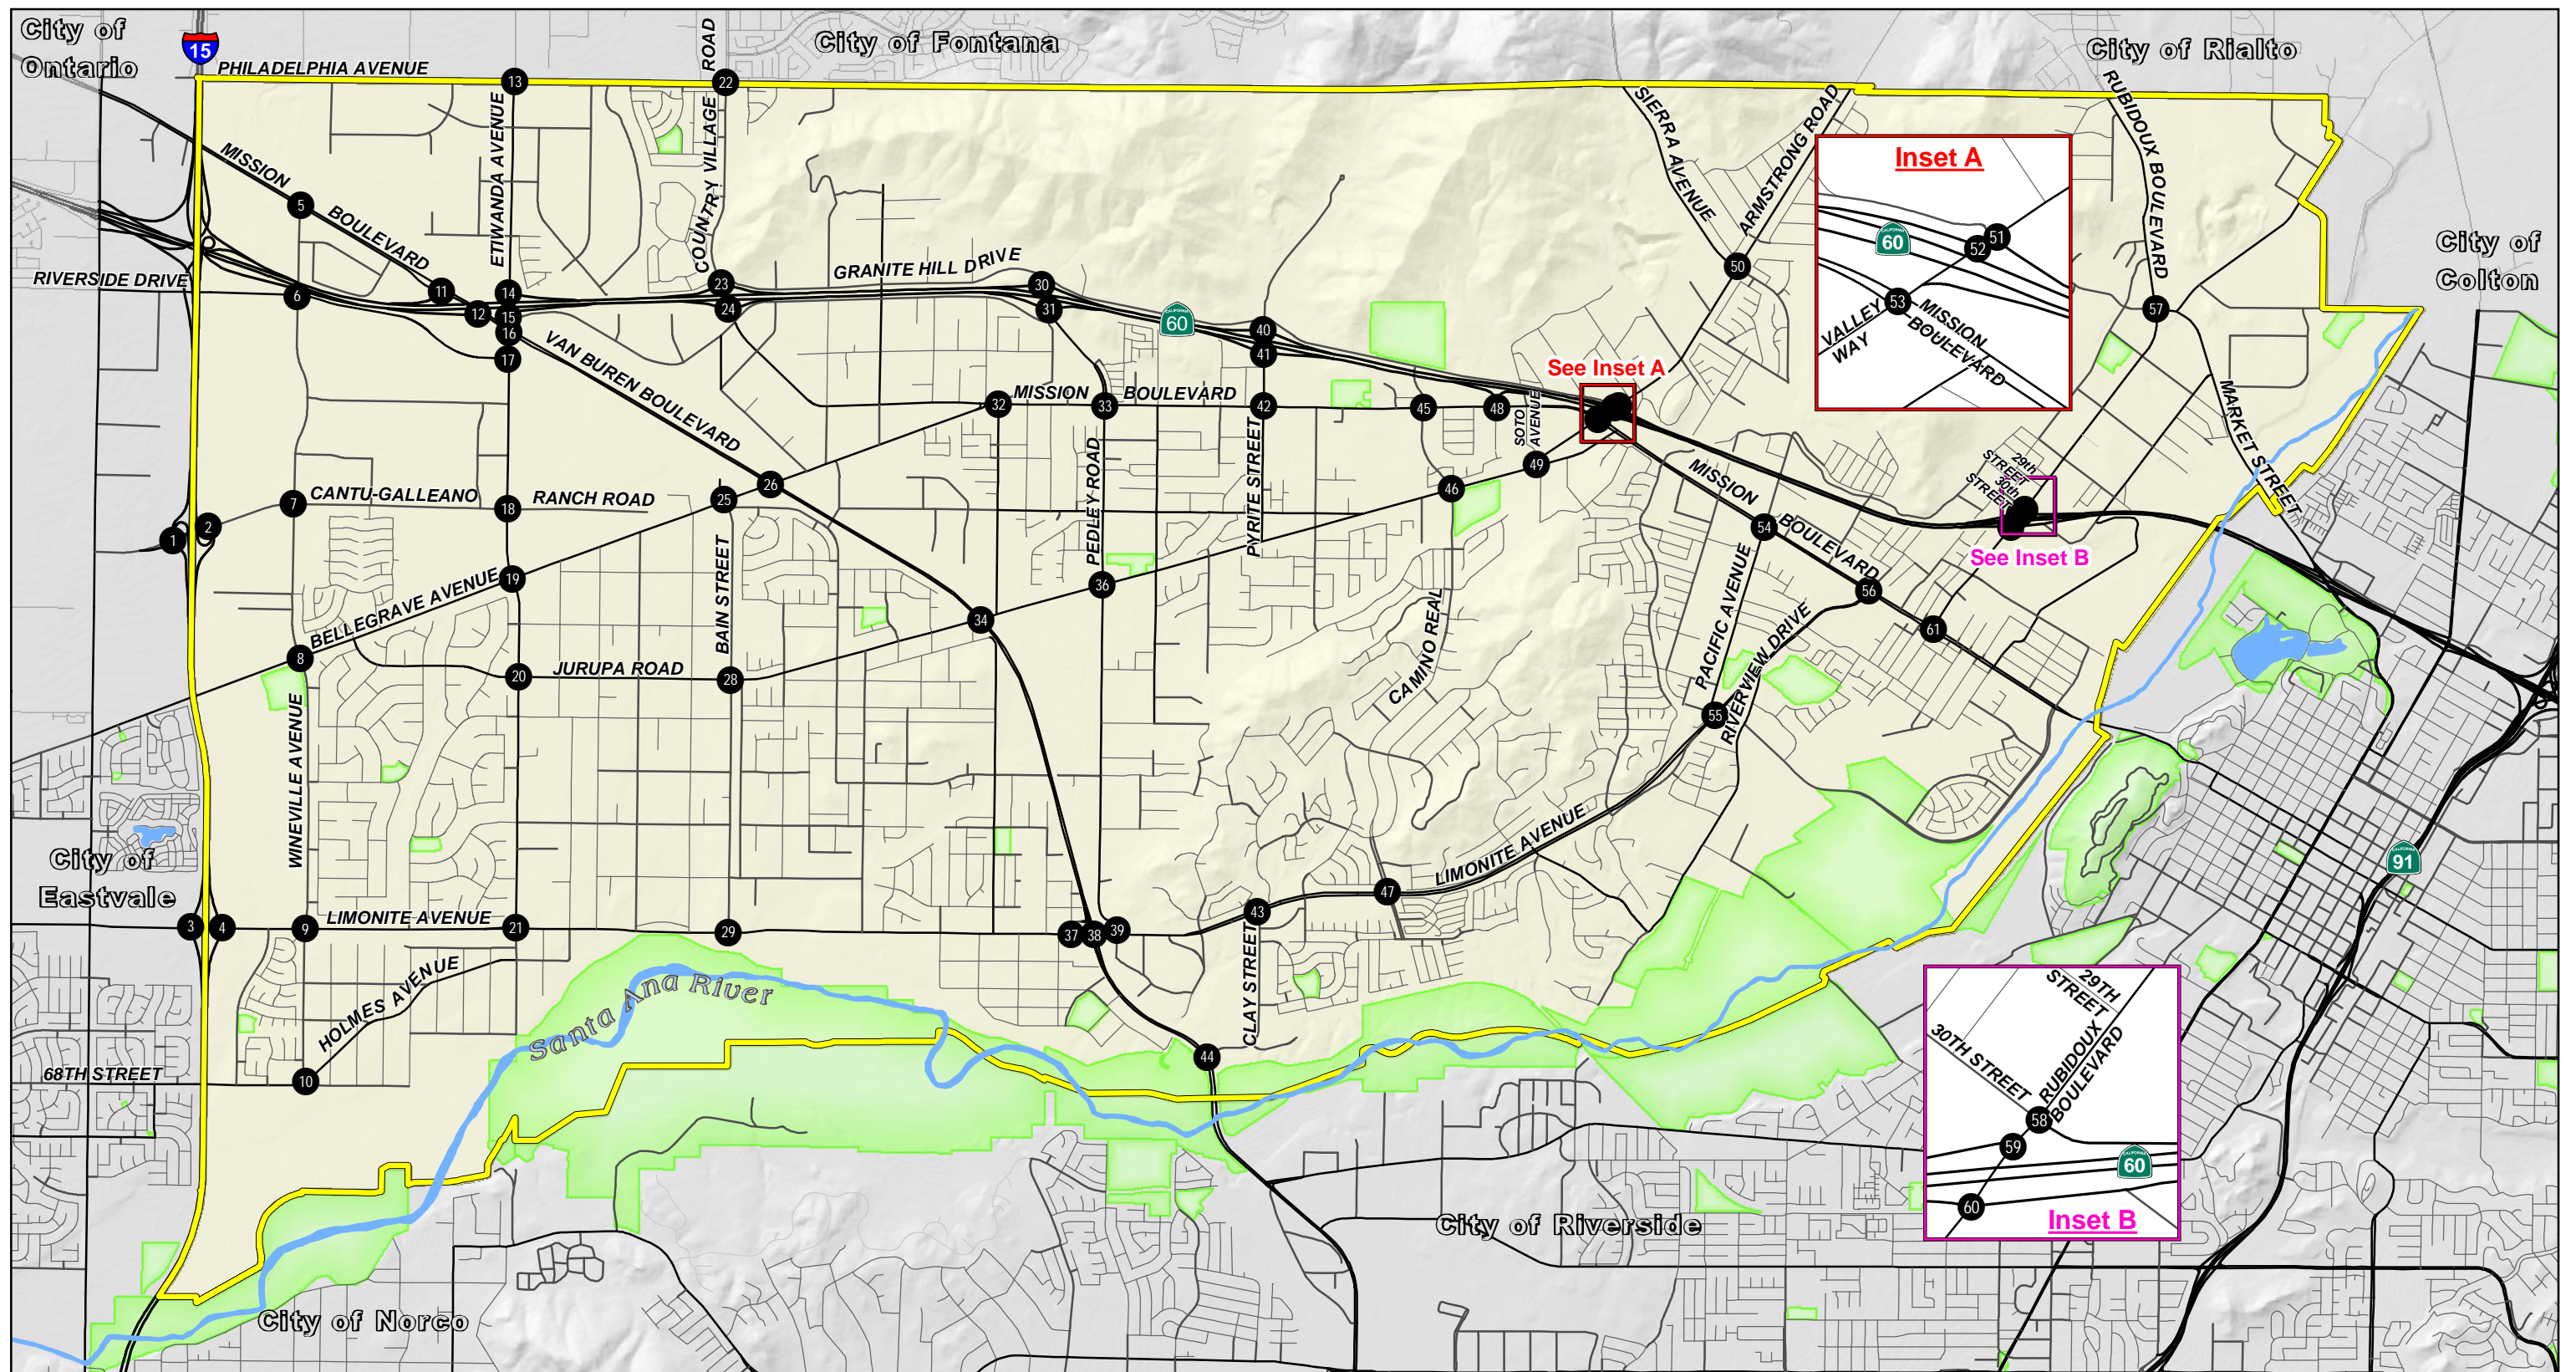 City of
Ontario
15
PHILADELPHIA AVENUE
City of Fontana
City of Rialto
City of
Colton
13
22
COUNTRY VILLAGE ROAD
ETIWANDA AVENUE
MISSION BOULEVARD
5
RIVERSIDE DRIVE
6
11
12
14
15
16
17
23
24
GRANITE HILL DRIVE
30
31
60
40
41
SIERRA AVENUE
ARMSTRONG ROAD
50
RUBIDOUX BOULEVARD
57
Inset A
60
51
52
53
VALLEY
WAY
MISSION
BOULEVARD
VAN BUREN BOULEVARD
32
MISSION
33
BOULEVARD
42
45
48
SOTO
AVENUE
See Inset A
49
46
MARKET STREET
7
CANTU-GALLEANO
18
RANCH ROAD
25
26
1
2
PEDLEY ROAD
PYRITE STREET
MISSION
54
BOULEVARD
29th
STREET
30th
STREET
See Inset B
BELLEGRAVE AVENUE
19
8
BAIN STREET
34
36
56
61
20
JURUPA ROAD
28
CAMINO REAL
PACIFIC AVENUE
RIVERVIEW DRIVE
55
WINEVILLE AVENUE
City of
Eastvale
91
3
4
9
LIMONITE AVENUE
21
29
37
38
39
43
47
LIMONITE AVENUE
CLAY STREET
HOLMES AVENUE
Santa Ana River
68TH STREET
10
44
29TH
STREET
30TH STREET
RUBIDOUX
BOULEVARD
58
59
60
60
Inset B
City of Riverside
City of Norco